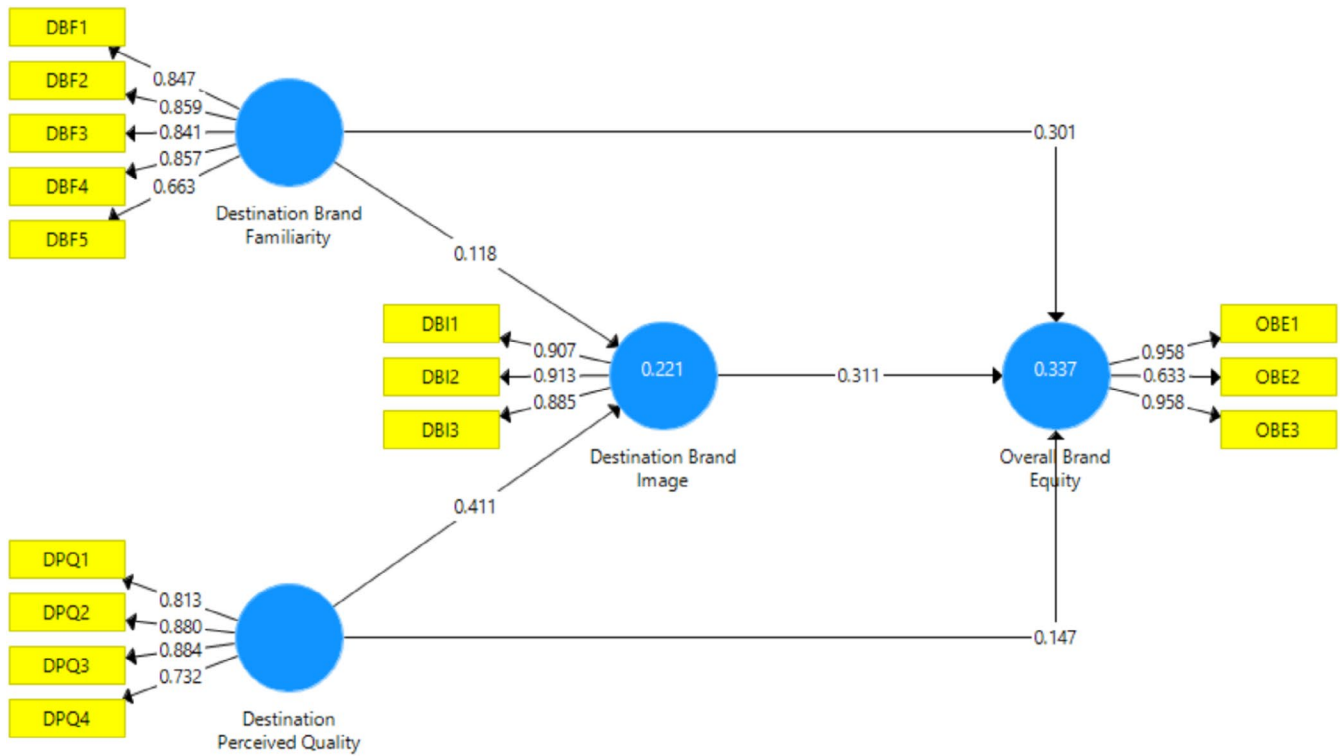 DBF1
DBF2
DBF3
DBF4
DBF5
0.847
0.859
0.841
0.857
0.663
Destination Brand
Familiarity
0.301
0.118
DBI1
DBI2
DBI3
0.907
0.913
0.885
0.221
Destination Brand
Image
0.311
0.337
Overall Brand
Equity
0.958
0.633
0.958
OBE1
OBE2
OBE3
0.411
DPQ1
DPQ2
DPQ3
DPQ4
0.813
0.880
0.884
0.732
Destination
Perceived Quality
0.147